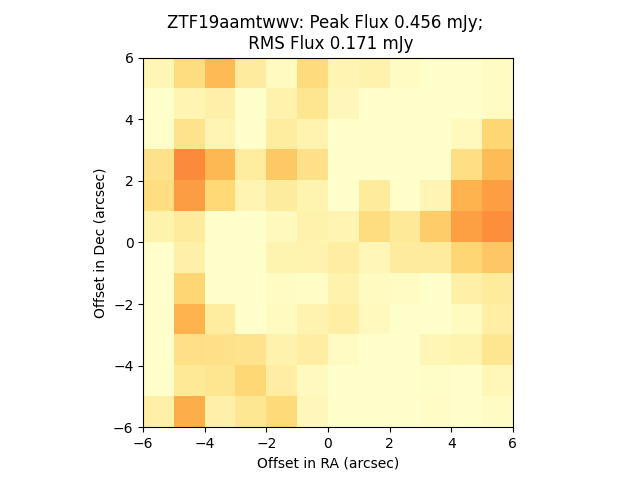 ZTF19aamtwwv: Peak Flux 0.456 mJy;
RMS Flux 0.171 mJy
6
4
2
0
−2
−4
−6
Offset in Dec (arcsec)
−6 −4 −2 0 2 4 6
Offset in RA (arcsec)